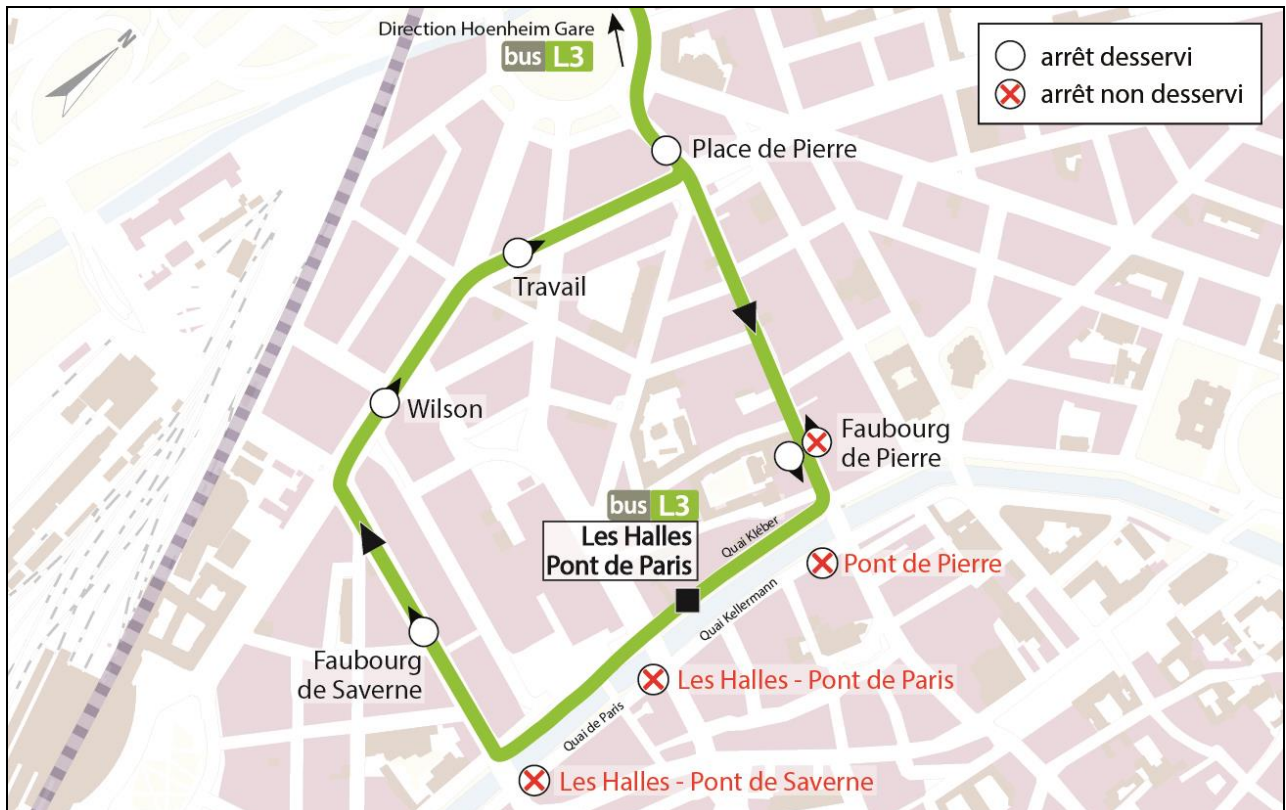 N
Direction Hoenheim Gare
bus L3
arrêt desservi
arrêt non desservi
Place de Pierre
Travail
Wilson
Faubourg
de Pierre
bus L3
Les Halles
Pont de Paris
Quai Kléber
Quai Kellermann
Pont de Pierre
Faubourg
de Saverne
Les Halles - Pont de Paris
Quai de Paris
Les Halles - Pont de Saverne